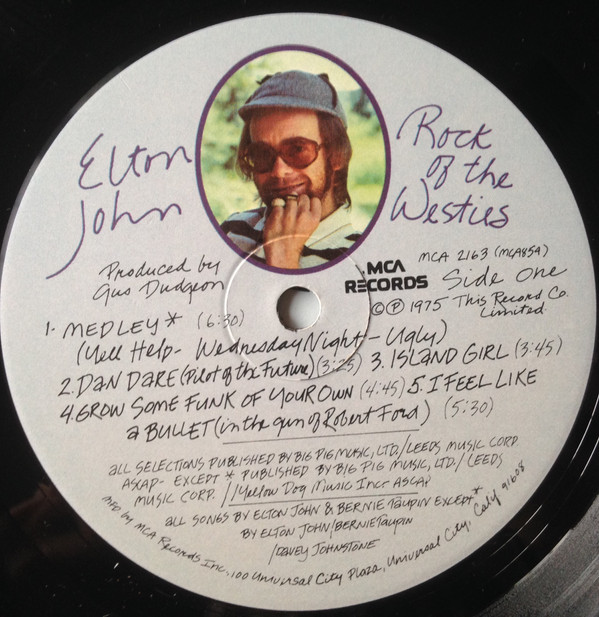 Elton
John
Rock
of the
Westies
Produced by
Gus Dudgeon
MCA
RECORDS
MCA 2163 (MCA85A)
Side One
© ℗ 1975 This Record Co.
Limited.
1. MEDLEY* (6:30)
(Yell Help - Wednesday Night - Ugly)
2. DAN DARE (Pilot of the Future) (3:25) 3. ISLAND GIRL (3:45)
4. GROW SOME FUNK OF YOUR OWN (4:45) 5. I FEEL LIKE
a BULLET (in the gun of Robert Ford) (5:30)
all SELECTIONS PUBLISHED BY BIG PIG MUSIC, LTD./LEEDS MUSIC CORP.
ASCAP - EXCEPT * PUBLISHED BY BIG PIG MUSIC, LTD./LEEDS
MUSIC CORP. / Yellow Dog Music Inc. ASCAP
all SONGS BY ELTON JOHN & BERNIE TAUPIN EXCEPT *
BY ELTON JOHN/BERNIE TAUPIN
/DAVEY JOHNSTONE
MFD by MCA Records Inc., 100 Universal City Plaza, Universal City, Calif 91608